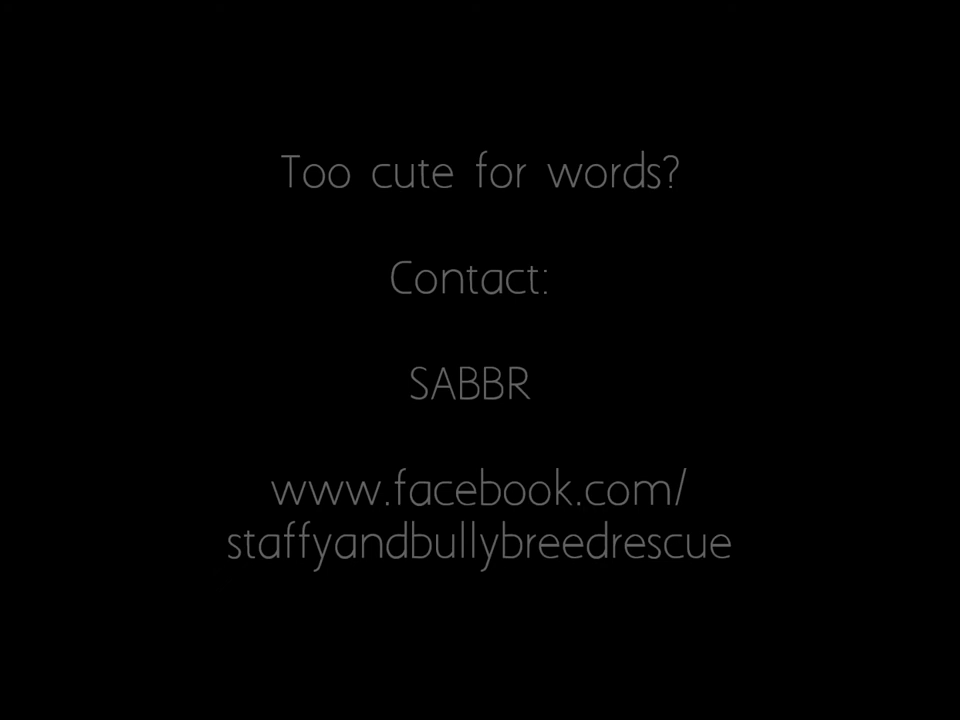 Too cute for words?
Contact:
SABBR
www.facebook.com/
staffyandbullybreedrescue